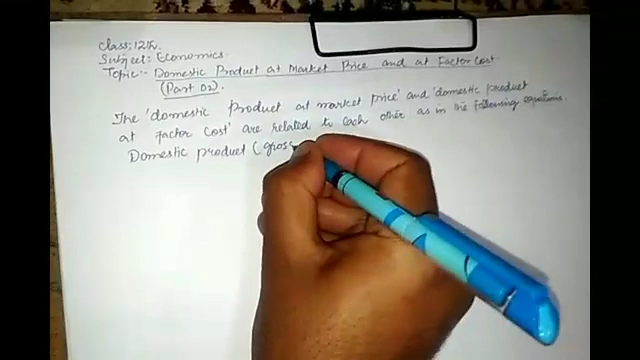 Class: 12th.
Subject: Economics.
Topic:- Domestic Product at Market Price and at Factor Cost
(Part 02).
The 'domestic product at market price' and 'domestic product
at factor cost' are related to each other as in the following equations.
Domestic product (gross